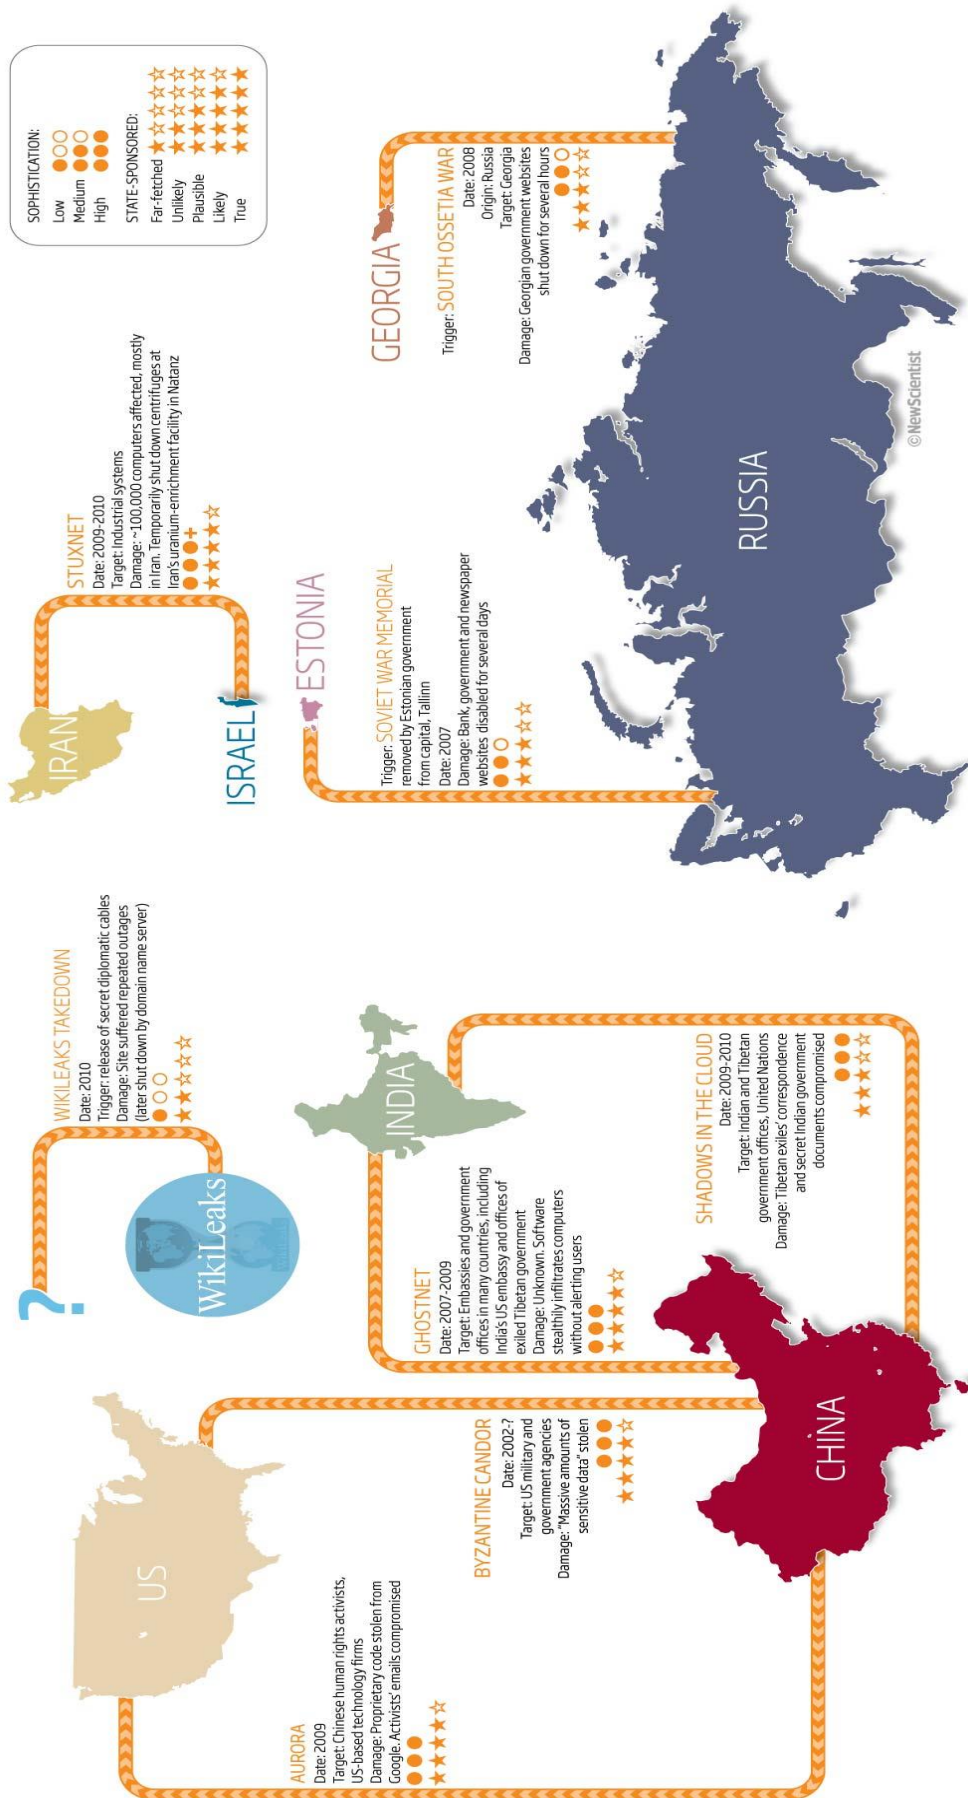 US
?
WikiLeaks
WIKILEAKS TAKEDOWN
Date: 2010
Trigger: release of secret diplomatic cables
Damage: Site suffered repeated outages
(later shut down by domain name server)
IRAN
ISRAEL
STUXNET
Date: 2009-2010
Target: Industrial systems
Damage: ~100,000 computers affected, mostly
in Iran. Temporarily shut down centrifuges at
Iran's uranium-enrichment facility in Natanz
SOPHISTICATION:
Low
Medium
High
STATE-SPONSORED:
Far-fetched
Unlikely
Plausible
Likely
True
AURORA
Date: 2009
Target: Chinese human rights activists,
US-based technology firms
Damage: Proprietary code stolen from
Google. Activists' emails compromised
BYZANTINE CANDOR
Date: 2002-?
Target: US military and
government agencies
Damage: "Massive amounts of
sensitive data" stolen
GHOSTNET
Date: 2007-2009
Target: Embassies and government
offices in many countries, including
India's US embassy and offices of
exiled Tibetan government
Damage: Unknown. Software
stealthily infiltrates computers
without alerting users
INDIA
SHADOWS IN THE CLOUD
Date: 2009-2010
Target: Indian and Tibetan
government offices, United Nations
Damage: Tibetan exiles' correspondence
and secret Indian government
documents compromised
CHINA
ESTONIA
Trigger: SOVIET WAR MEMORIAL
removed by Estonian government
from capital, Tallinn
Date: 2007
Damage: Bank, government and newspaper
websites disabled for several days
GEORGIA
Trigger: SOUTH OSSETIA WAR
Date: 2008
Origin: Russia
Target: Georgia
Damage: Georgian government websites
shut down for several hours
RUSSIA
©NewScientist